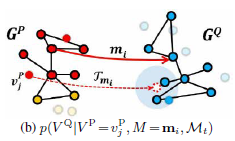 G^P
G^Q
m_i
v_j^P
𝒯_{m_i}
(b) p(V^Q|V^P = v_j^P, M = m_i, ℳ_t)